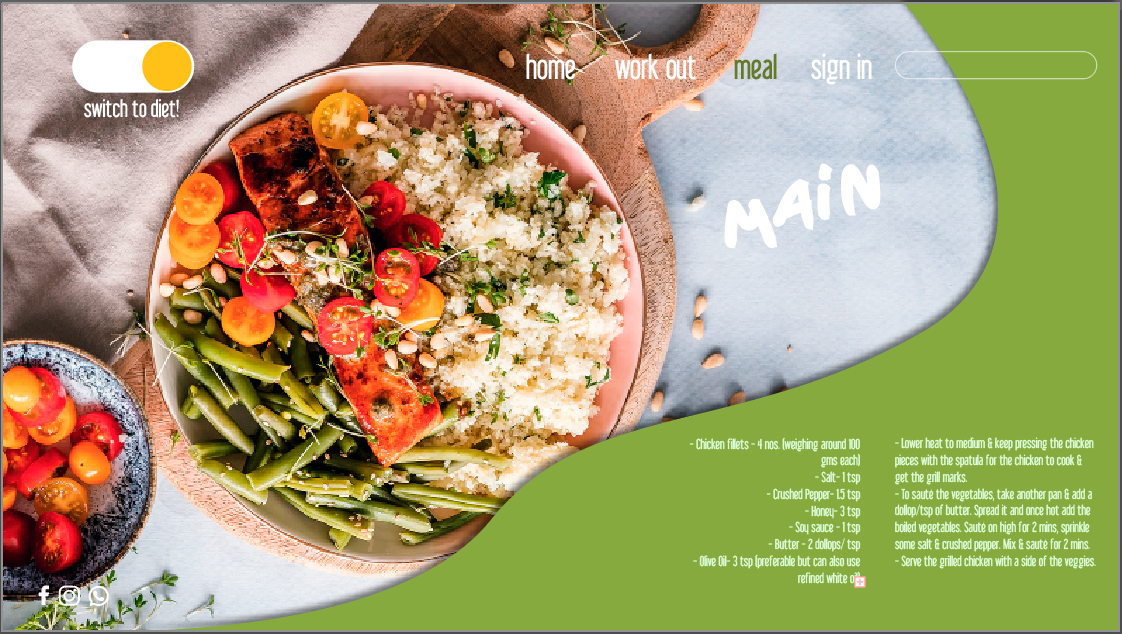 home work out meal sign in
switch to diet!
MAiN
- Chicken fillets - 4 nos. (weighing around 100
gms each)
- Salt- 1 tsp
- Crushed Pepper- 1.5 tsp
- Honey- 3 tsp
- Soy sauce - 1 tsp
- Butter - 2 dollops/ tsp
- Olive Oil- 3 tsp (preferable but can also use
refined white
- Lower heat to medium & keep pressing the chicken
pieces with the spatula for the chicken to cook &
get the grill marks.
- To sauté the vegetables, take another pan & add a
dollop/tsp of butter. Spread it and once hot add the
boiled vegetables. Sauté on high for 2 mins, sprinkle
some salt & crushed pepper. Mix & sauté for 2 mins.
- Serve the grilled chicken with a side of the veggies.